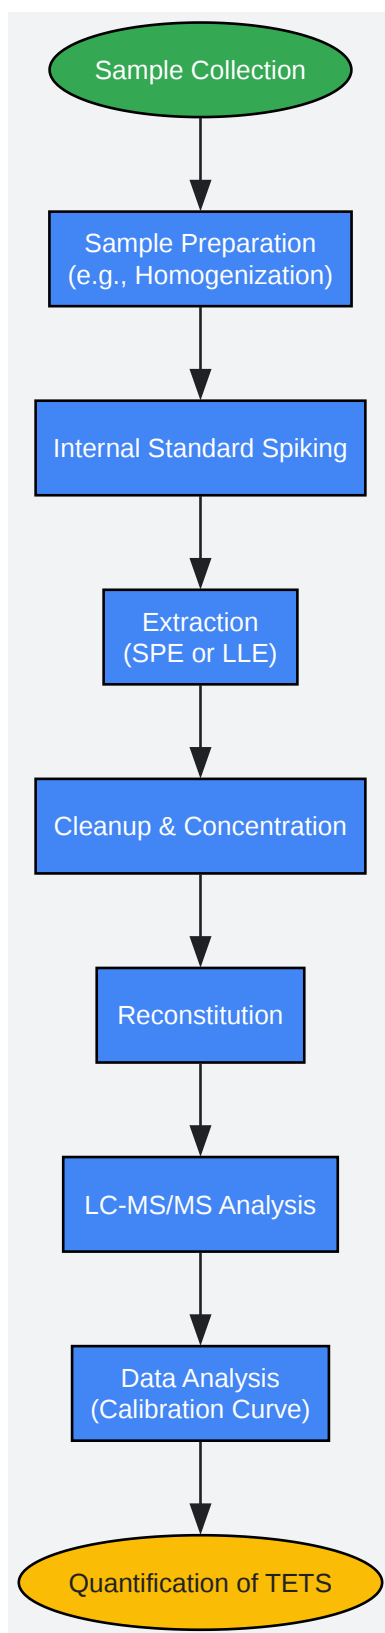 Sample Collection
Sample Preparation
(e.g., Homogenization)
Internal Standard Spiking
Extraction
(SPE or LLE)
Cleanup & Concentration
Reconstitution
LC-MS/MS Analysis
Data Analysis
(Calibration Curve)
Quantification of TETS